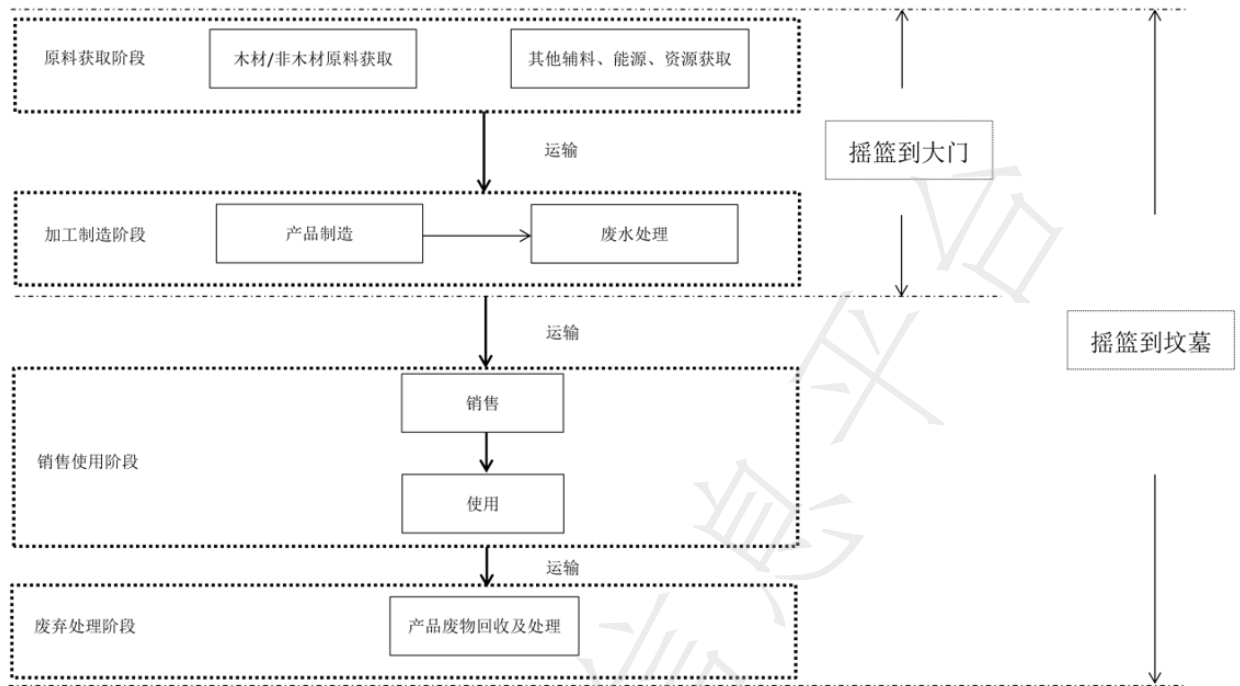 原料获取阶段
木材/非木材原料获取
其他辅料、能源、资源获取
运输
摇篮到大门
加工制造阶段
产品制造
废水处理
运输
摇篮到坟墓
销售
销售使用阶段
使用
运输
废弃处理阶段
产品废物回收及处理
息平台